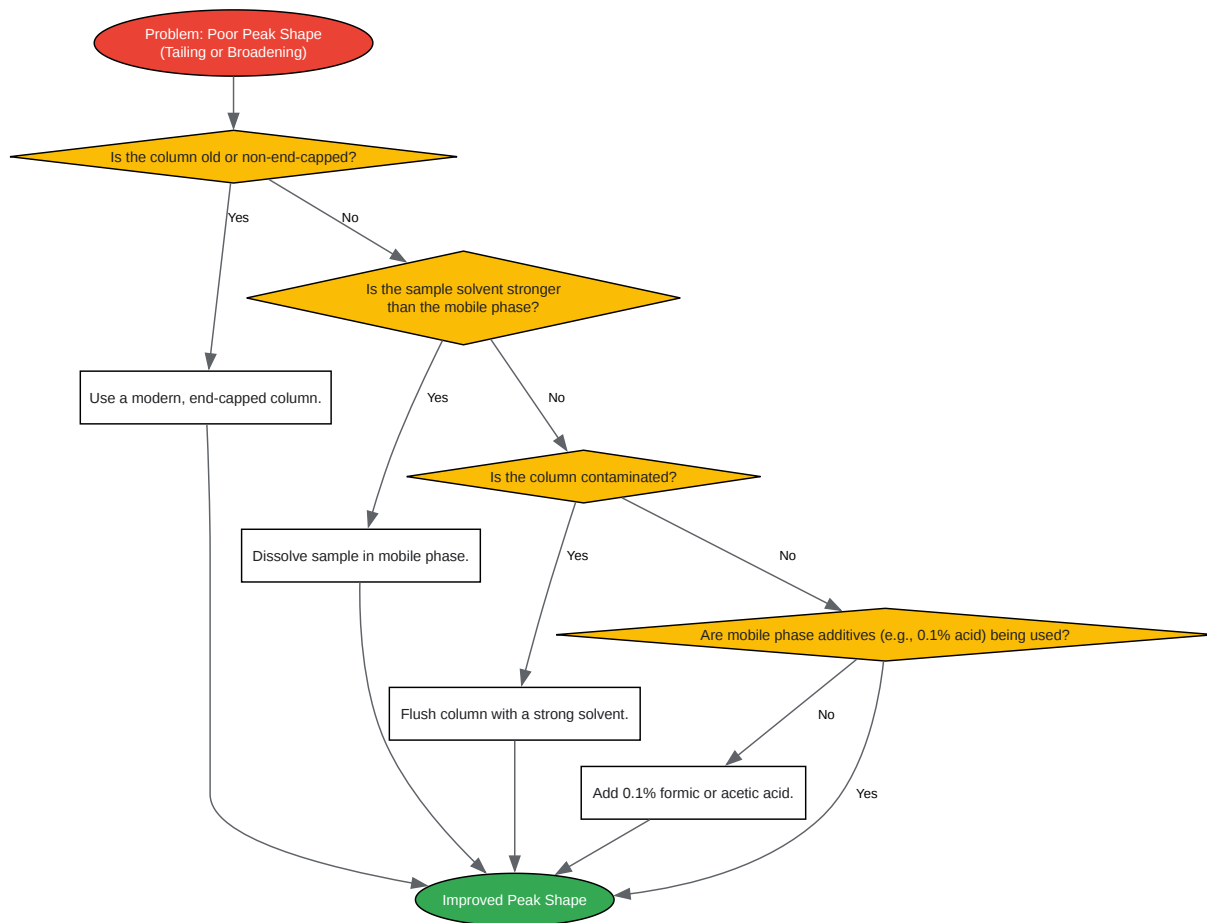 Problem: Poor Peak Shape
(Tailing or Broadening)
Is the column old or non-end-capped?
Yes
No
Is the sample solvent stronger
than the mobile phase?
Use a modern, end-capped column.
Yes
No
Is the column contaminated?
Dissolve sample in mobile phase.
Yes
No
Are mobile phase additives (e.g., 0.1% acid) being used?
Flush column with a strong solvent.
No
Add 0.1% formic or acetic acid.
Yes
Improved Peak Shape